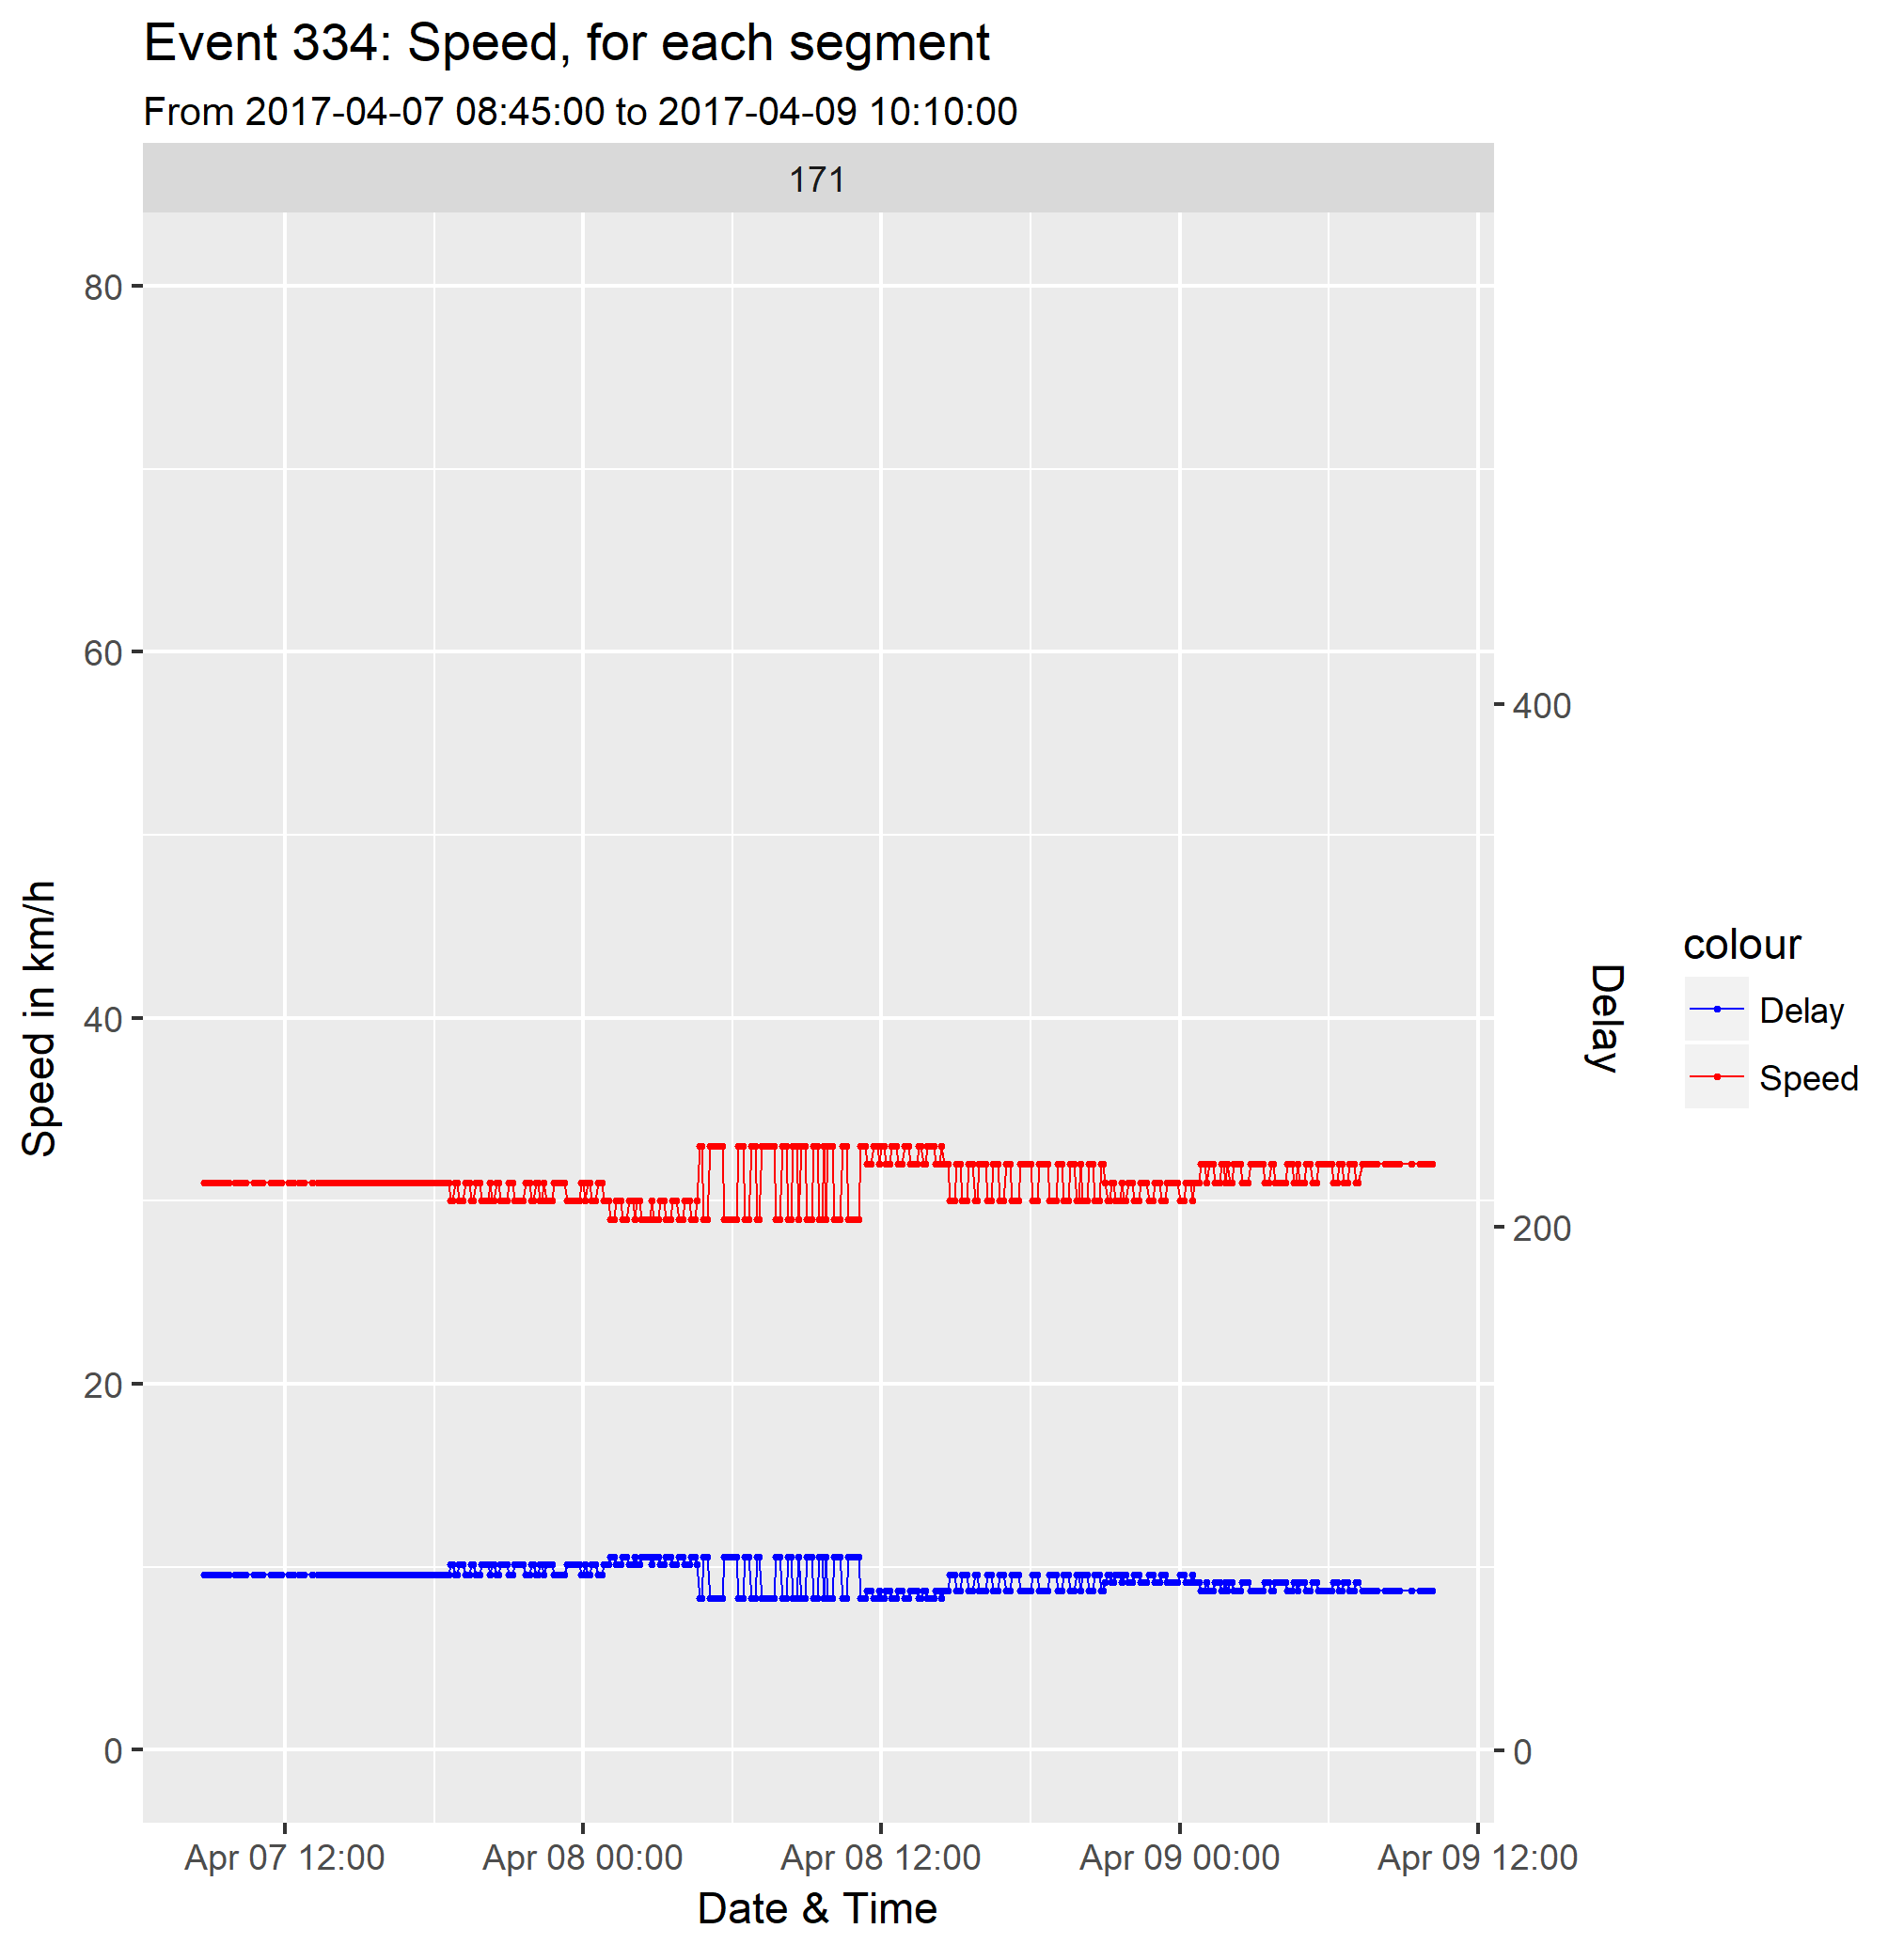 Event 334: Speed, for each segment
From 2017-04-07 08:45:00 to 2017-04-09 10:10:00
171
80
60
40
20
0
Speed in km/h
400
200
0
Delay
colour
Delay
Speed
Apr 07 12:00
Apr 08 00:00
Apr 08 12:00
Apr 09 00:00
Apr 09 12:00
Date & Time